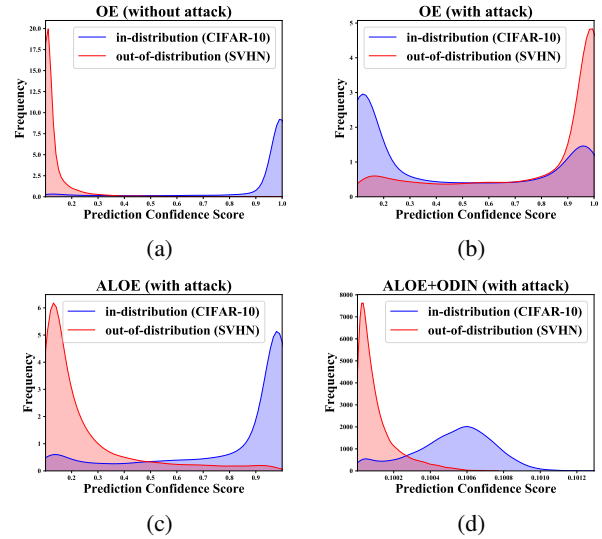 OE (without attack)
in-distribution (CIFAR-10)
out-of-distribution (SVHN)
Frequency
20.0
17.5
15.0
12.5
10.0
7.5
5.0
2.5
0.0
0.2 0.3 0.4 0.5 0.6 0.7 0.8 0.9 1.0
Prediction Confidence Score
(a)
OE (with attack)
in-distribution (CIFAR-10)
out-of-distribution (SVHN)
Frequency
5
4
3
2
1
0
0.2 0.3 0.4 0.5 0.6 0.7 0.8 0.9 1.0
Prediction Confidence Score
(b)
ALOE (with attack)
in-distribution (CIFAR-10)
out-of-distribution (SVHN)
Frequency
6
5
4
3
2
1
0
0.2 0.3 0.4 0.5 0.6 0.7 0.8 0.9
Prediction Confidence Score
(c)
ALOE+ODIN (with attack)
in-distribution (CIFAR-10)
out-of-distribution (SVHN)
Frequency
8000
7000
6000
5000
4000
3000
2000
1000
0
0.1002 0.1004 0.1006 0.1008 0.1010 0.1012
Prediction Confidence Score
(d)